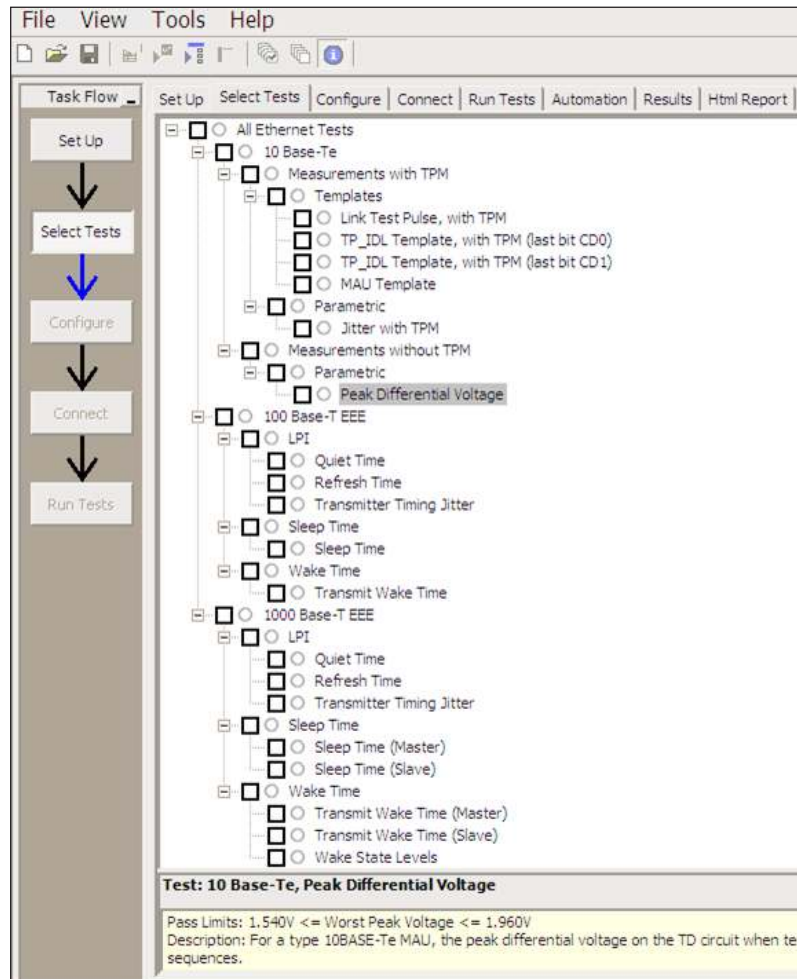 File View Tools Help
Task Flow
Set Up
Select Tests
Configure
Connect
Run Tests
Set Up Select Tests Configure Connect Run Tests Automation Results Html Report
All Ethernet Tests
10 Base-Te
Measurements with TPM
Templates
Link Test Pulse, with TPM
TP_IDL Template, with TPM (last bit CD0)
TP_IDL Template, with TPM (last bit CD1)
MAU Template
Parametric
Jitter with TPM
Measurements without TPM
Parametric
Peak Differential Voltage
100 Base-T EEE
LPI
Quiet Time
Refresh Time
Transmitter Timing Jitter
Sleep Time
Sleep Time
Wake Time
Transmit Wake Time
1000 Base-T EEE
LPI
Quiet Time
Refresh Time
Transmitter Timing Jitter
Sleep Time
Sleep Time (Master)
Sleep Time (Slave)
Wake Time
Transmit Wake Time (Master)
Transmit Wake Time (Slave)
Wake State Levels
Test: 10 Base-Te, Peak Differential Voltage
Pass Limits: 1.540V <= Worst Peak Voltage <= 1.960V
Description: For a type 10BASE-Te MAU, the peak differential voltage on the TD circuit when te
sequences.